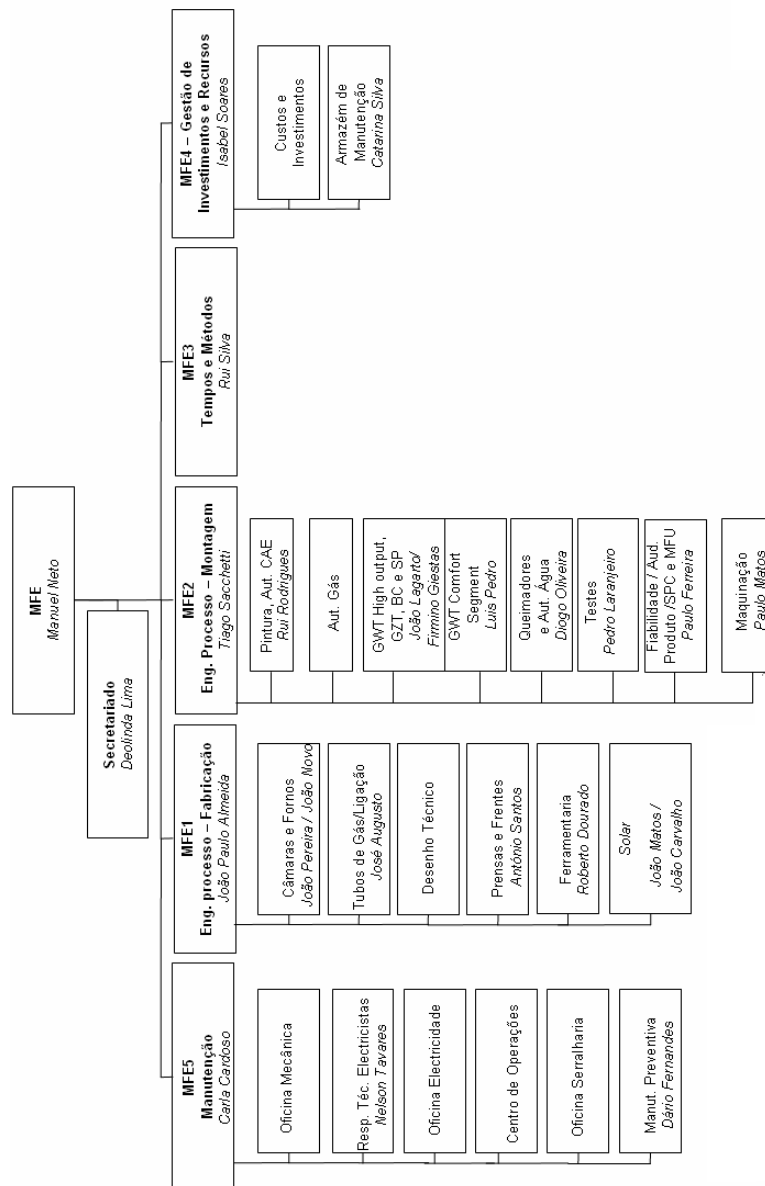 MFE
Manuel Neto
Secretariado
Deolinda Lima
MFE5
Manutenção
Carla Cardoso
Oficina Mecânica
Resp. Téc. Electricistas
Nelson Tavares
Oficina Electricidade
Centro de Operações
Oficina Serralharia
Manut. Preventiva
Dário Fernandes
MFE1
Eng. processo – Fabricação
João Paulo Almeida
Câmaras e Fornos
João Pereira / João Novo
Tubos de Gás/Ligação
José Augusto
Desenho Técnico
Prensas e Frentes
António Santos
Ferramentaria
Roberto Dourado
Solar
João Matos /
João Carvalho
MFE2
Eng. Processo – Montagem
Tiago Sacchetti
Pintura, Aut. CAE
Rui Rodrigues
Aut. Gás
GWT High output,
GZT, BC e SP
João Lagarto/
Firmino Giestas
GWT Comfort
Segment
Luis Pedro
Queimadores
e Aut. Água
Diogo Oliveira
Testes
Pedro Laranjeiro
Fiabilidade / Aud.
Produto /SPC e MFU
Paulo Ferreira
Maquinação
Paulo Matos
MFE3
Tempos e Métodos
Rui Silva
MFE4 – Gestão de
Investimentos e Recursos
Isabel Soares
Custos e
Investimentos
Armazém de
Manutenção
Catarina Silva